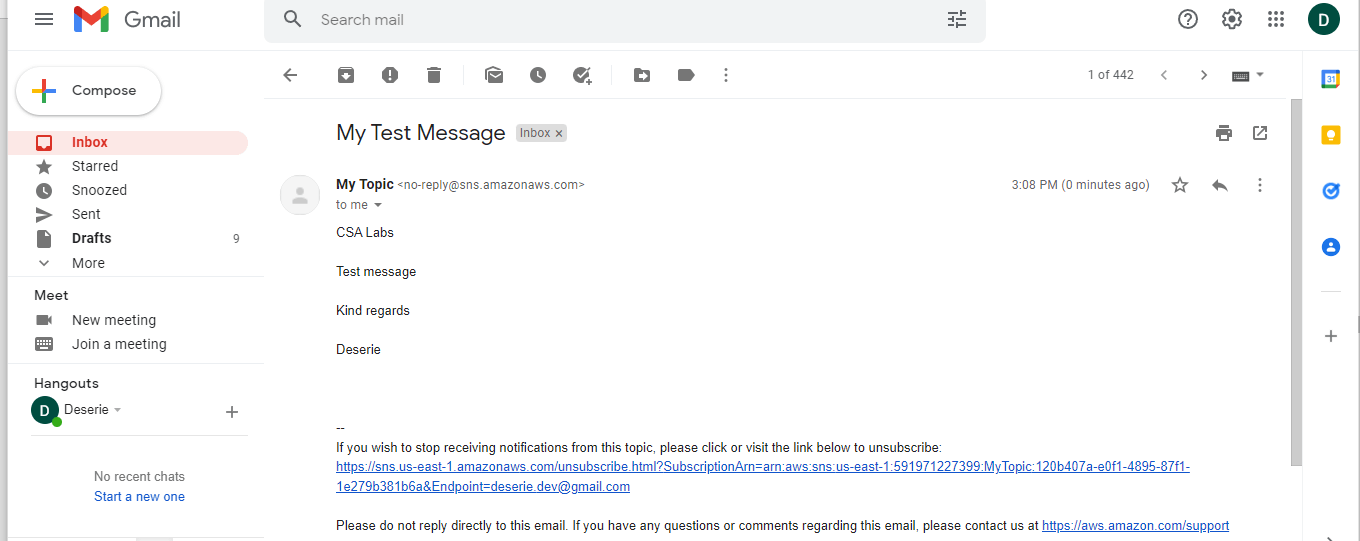 Gmail
Search mail
D
Compose
1 of 442
31
Inbox
Starred
Snoozed
Sent
Drafts 9
More
Meet
New meeting
Join a meeting
Hangouts
D Deserie
No recent chats
Start a new one
My Test Message Inbox x
My Topic <no-reply@sns.amazonaws.com> 3:08 PM (0 minutes ago)
to me
CSA Labs
Test message
Kind regards
Deserie
--
If you wish to stop receiving notifications from this topic, please click or visit the link below to unsubscribe:
https://sns.us-east-1.amazonaws.com/unsubscribe.html?SubscriptionArn=arn:aws:sns:us-east-1:591971227399:MyTopic:120b407a-e0f1-4895-87f1-
1e279b381b6a&Endpoint=deserie.dev@gmail.com
Please do not reply directly to this email. If you have any questions or comments regarding this email, please contact us at https://aws.amazon.com/support